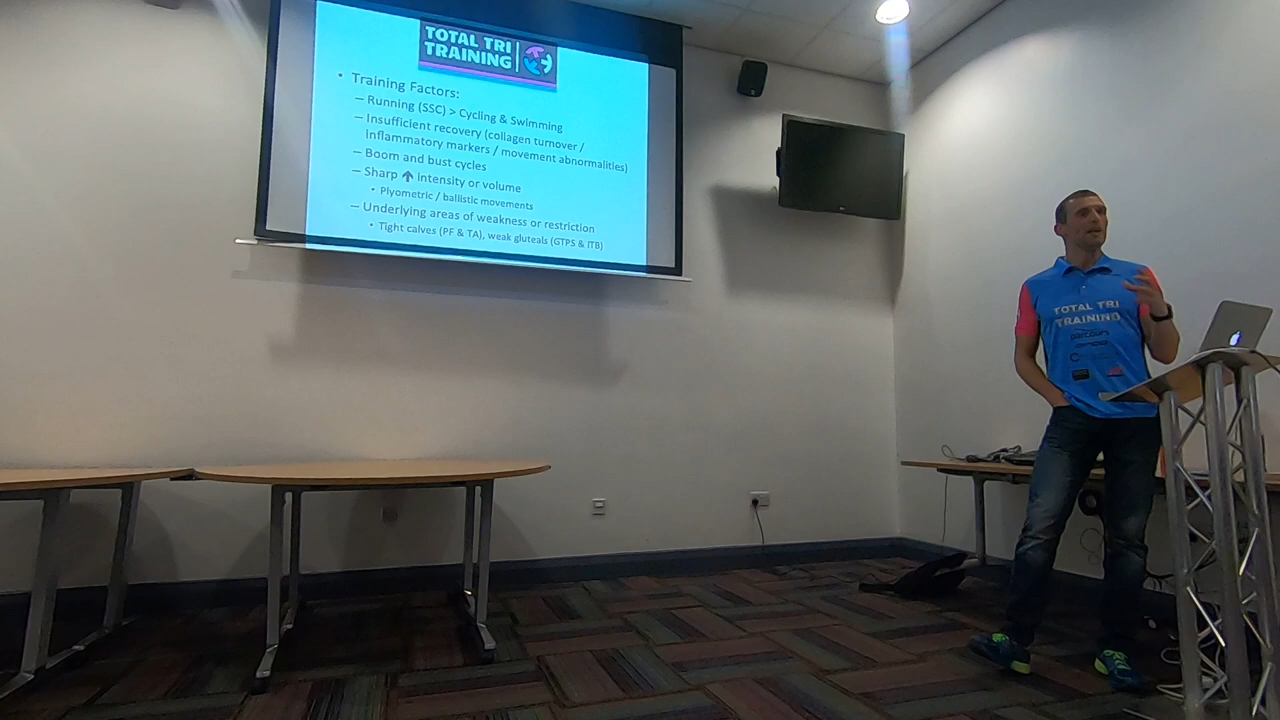 TOTAL TRI
TRAINING
• Training Factors:
– Running (SSC) > Cycling & Swimming
– Insufficient recovery (collagen turnover /
Inflammatory markers / movement abnormalities)
– Boom and bust cycles
– Sharp ↑ intensity or volume
• Plyometric / ballistic movements
– Underlying areas of weakness or restriction
• Tight calves (PF & TA), weak gluteals (GTPS & ITB)
TOTAL TRI
TRAINING
parcours